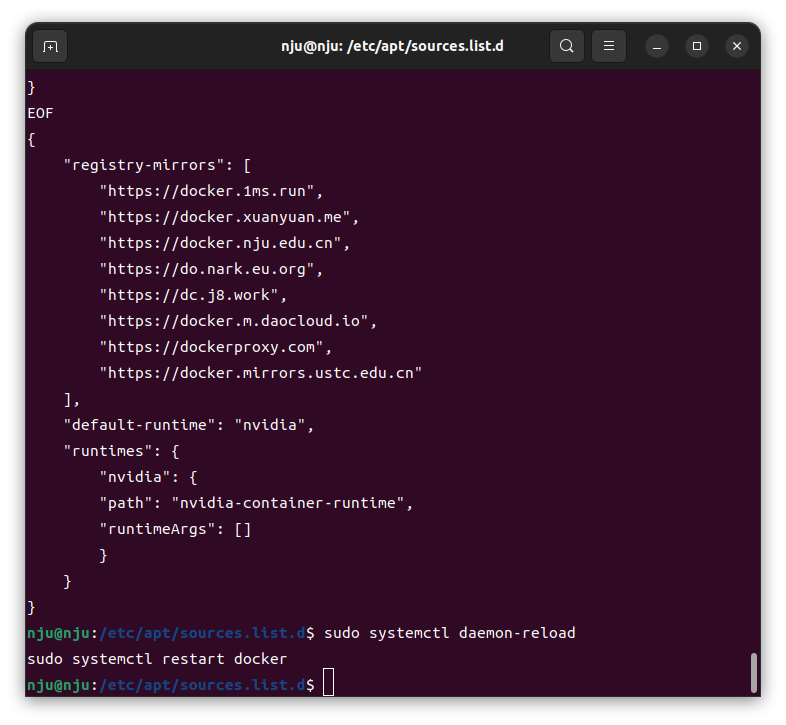 nju@nju: /etc/apt/sources.list.d
}
EOF
{
    "registry-mirrors": [
        "https://docker.1ms.run",
        "https://docker.xuanyuan.me",
        "https://docker.nju.edu.cn",
        "https://do.nark.eu.org",
        "https://dc.j8.work",
        "https://docker.m.daocloud.io",
        "https://dockerproxy.com",
        "https://docker.mirrors.ustc.edu.cn"
    ],
    "default-runtime": "nvidia",
    "runtimes": {
        "nvidia": {
        "path": "nvidia-container-runtime",
        "runtimeArgs": []
        }
    }
}
nju@nju:/etc/apt/sources.list.d$ sudo systemctl daemon-reload
sudo systemctl restart docker
nju@nju:/etc/apt/sources.list.d$